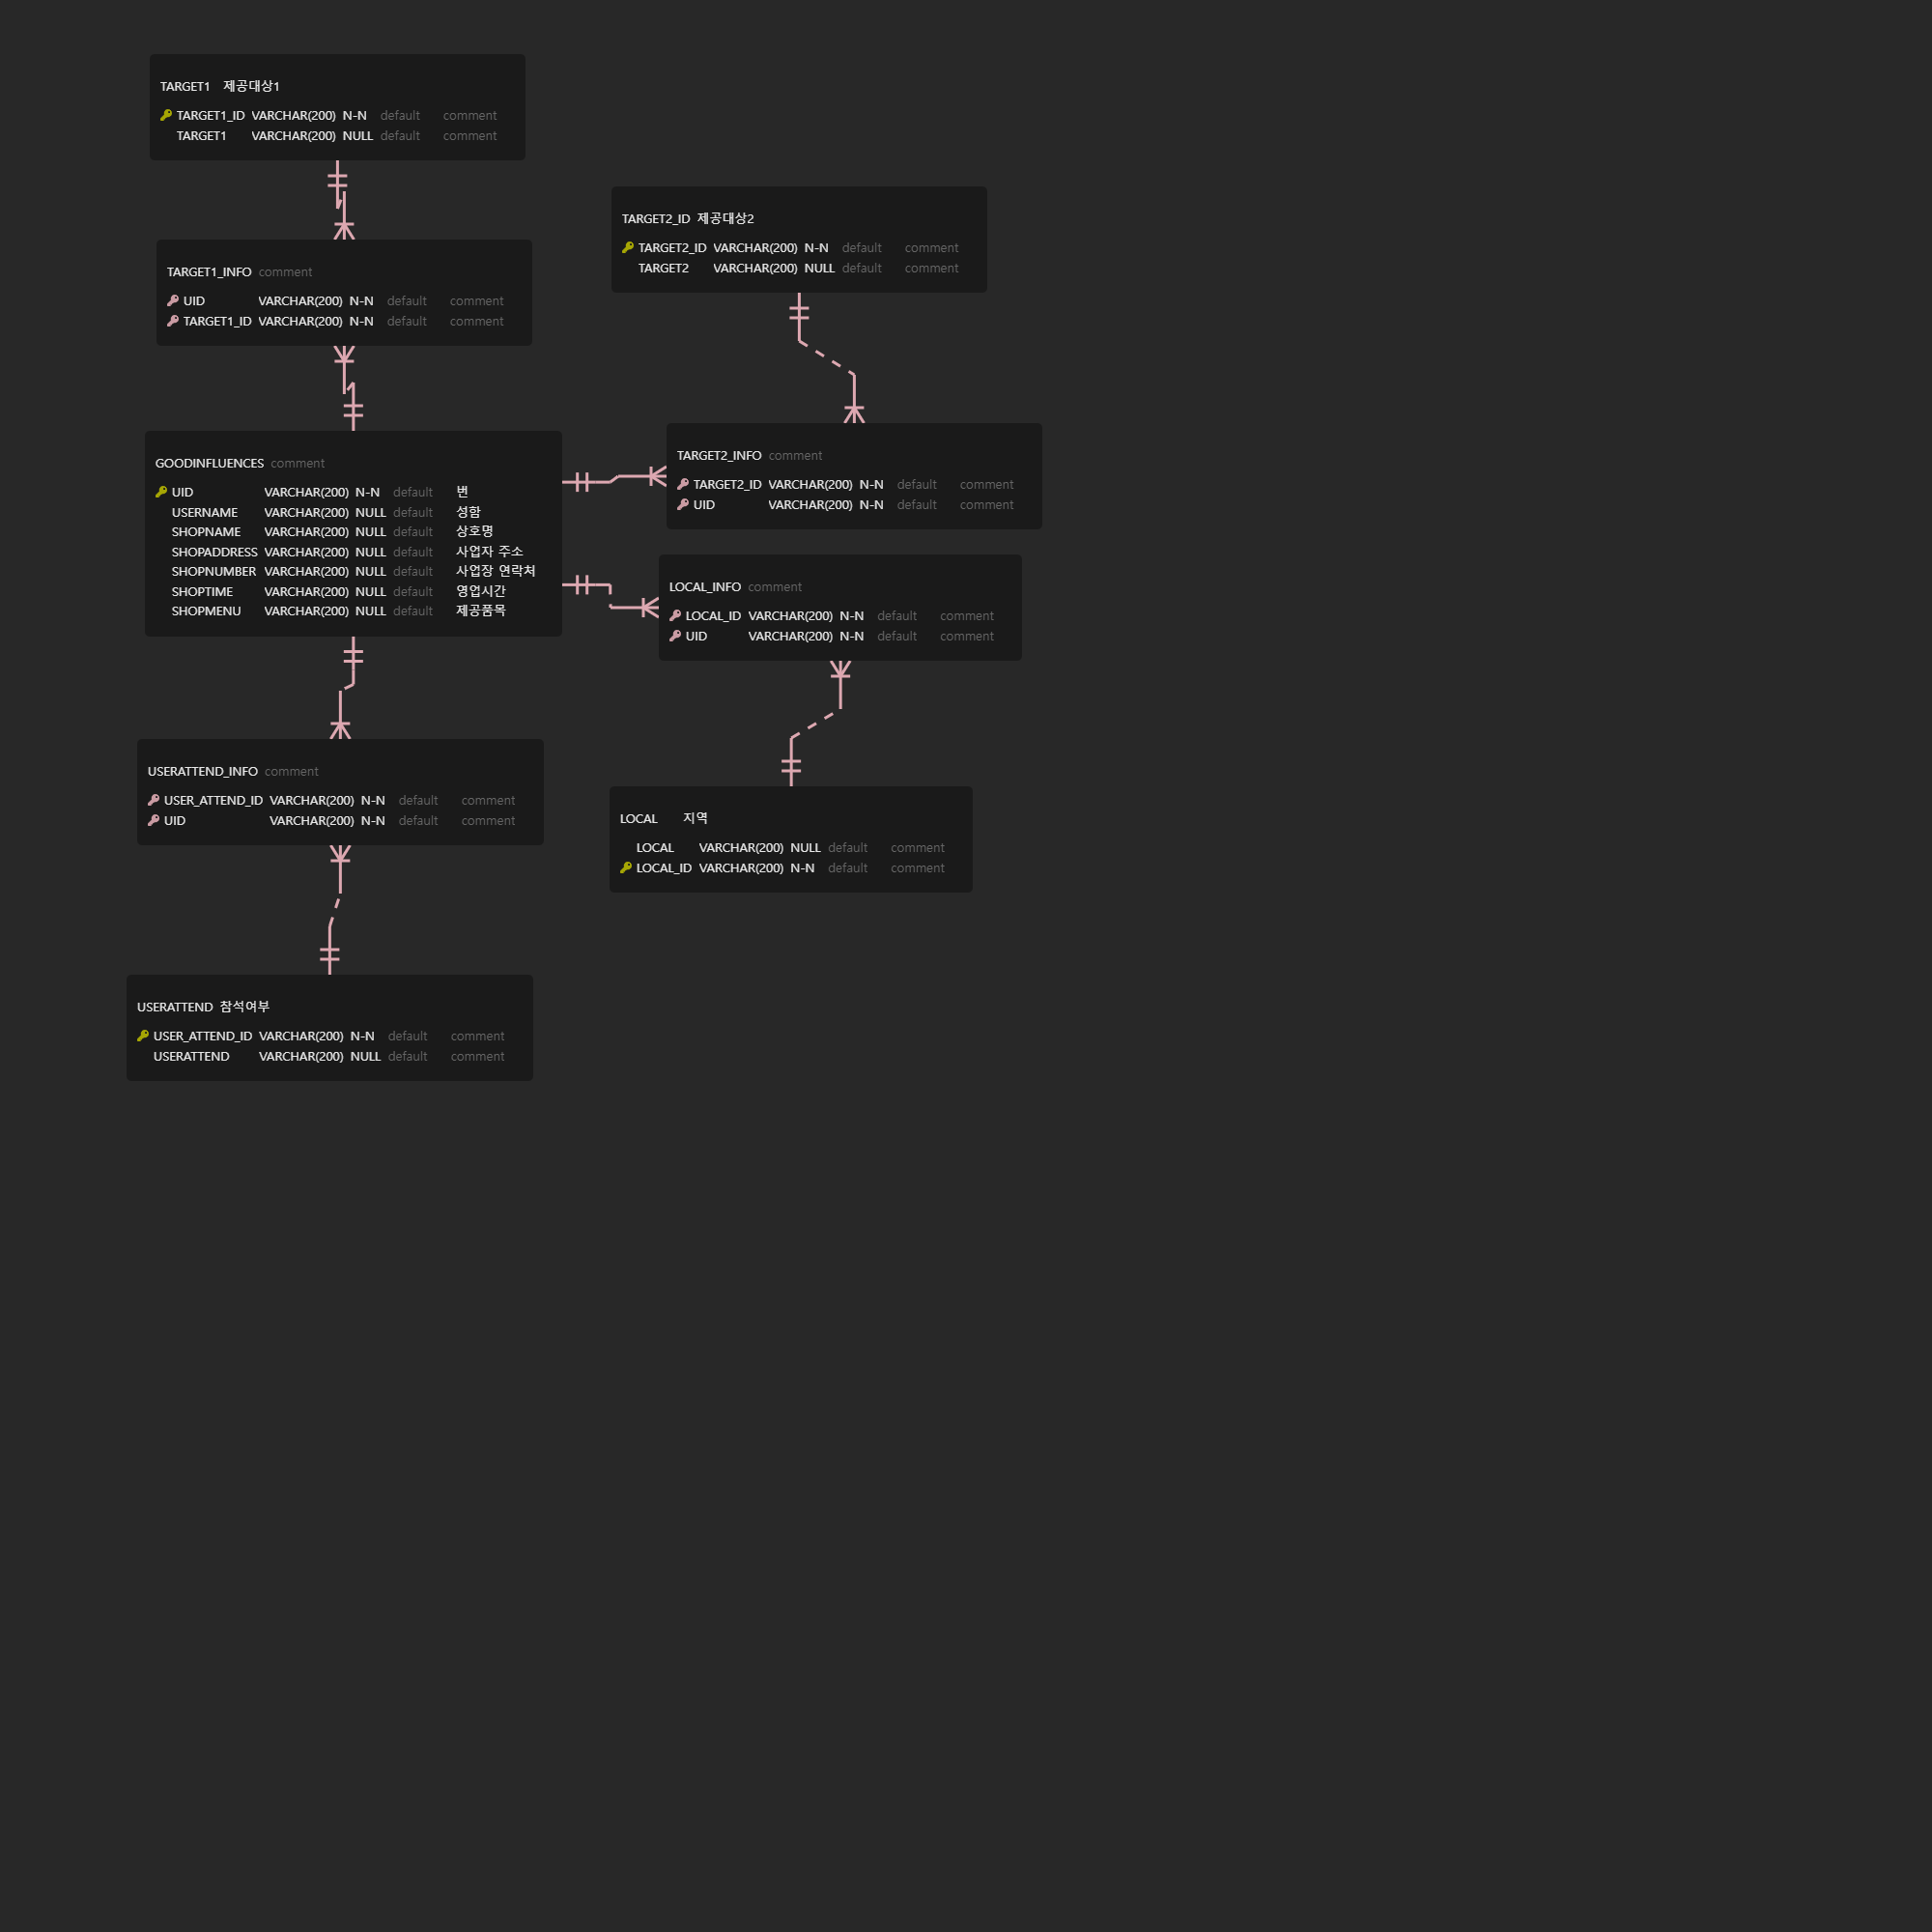 TARGET1 제공대상1
TARGET1_ID VARCHAR(200) N-N default comment
TARGET1 VARCHAR(200) NULL default comment
TARGET2_ID 제공대상2
TARGET2_ID VARCHAR(200) N-N default comment
TARGET2 VARCHAR(200) NULL default comment
TARGET1_INFO comment
UID VARCHAR(200) N-N default comment
TARGET1_ID VARCHAR(200) N-N default comment
GOODINFLUENCES comment
UID VARCHAR(200) N-N default 번
USERNAME VARCHAR(200) NULL default 성함
SHOPNAME VARCHAR(200) NULL default 상호명
SHOPADDRESS VARCHAR(200) NULL default 사업자 주소
SHOPNUMBER VARCHAR(200) NULL default 사업장 연락처
SHOPTIME VARCHAR(200) NULL default 영업시간
SHOPMENU VARCHAR(200) NULL default 제공품목
TARGET2_INFO comment
TARGET2_ID VARCHAR(200) N-N default comment
UID VARCHAR(200) N-N default comment
LOCAL_INFO comment
LOCAL_ID VARCHAR(200) N-N default comment
UID VARCHAR(200) N-N default comment
USERATTEND_INFO comment
USER_ATTEND_ID VARCHAR(200) N-N default comment
UID VARCHAR(200) N-N default comment
LOCAL 지역
LOCAL VARCHAR(200) NULL default comment
LOCAL_ID VARCHAR(200) N-N default comment
USERATTEND 참석여부
USER_ATTEND_ID VARCHAR(200) N-N default comment
USERATTEND VARCHAR(200) NULL default comment